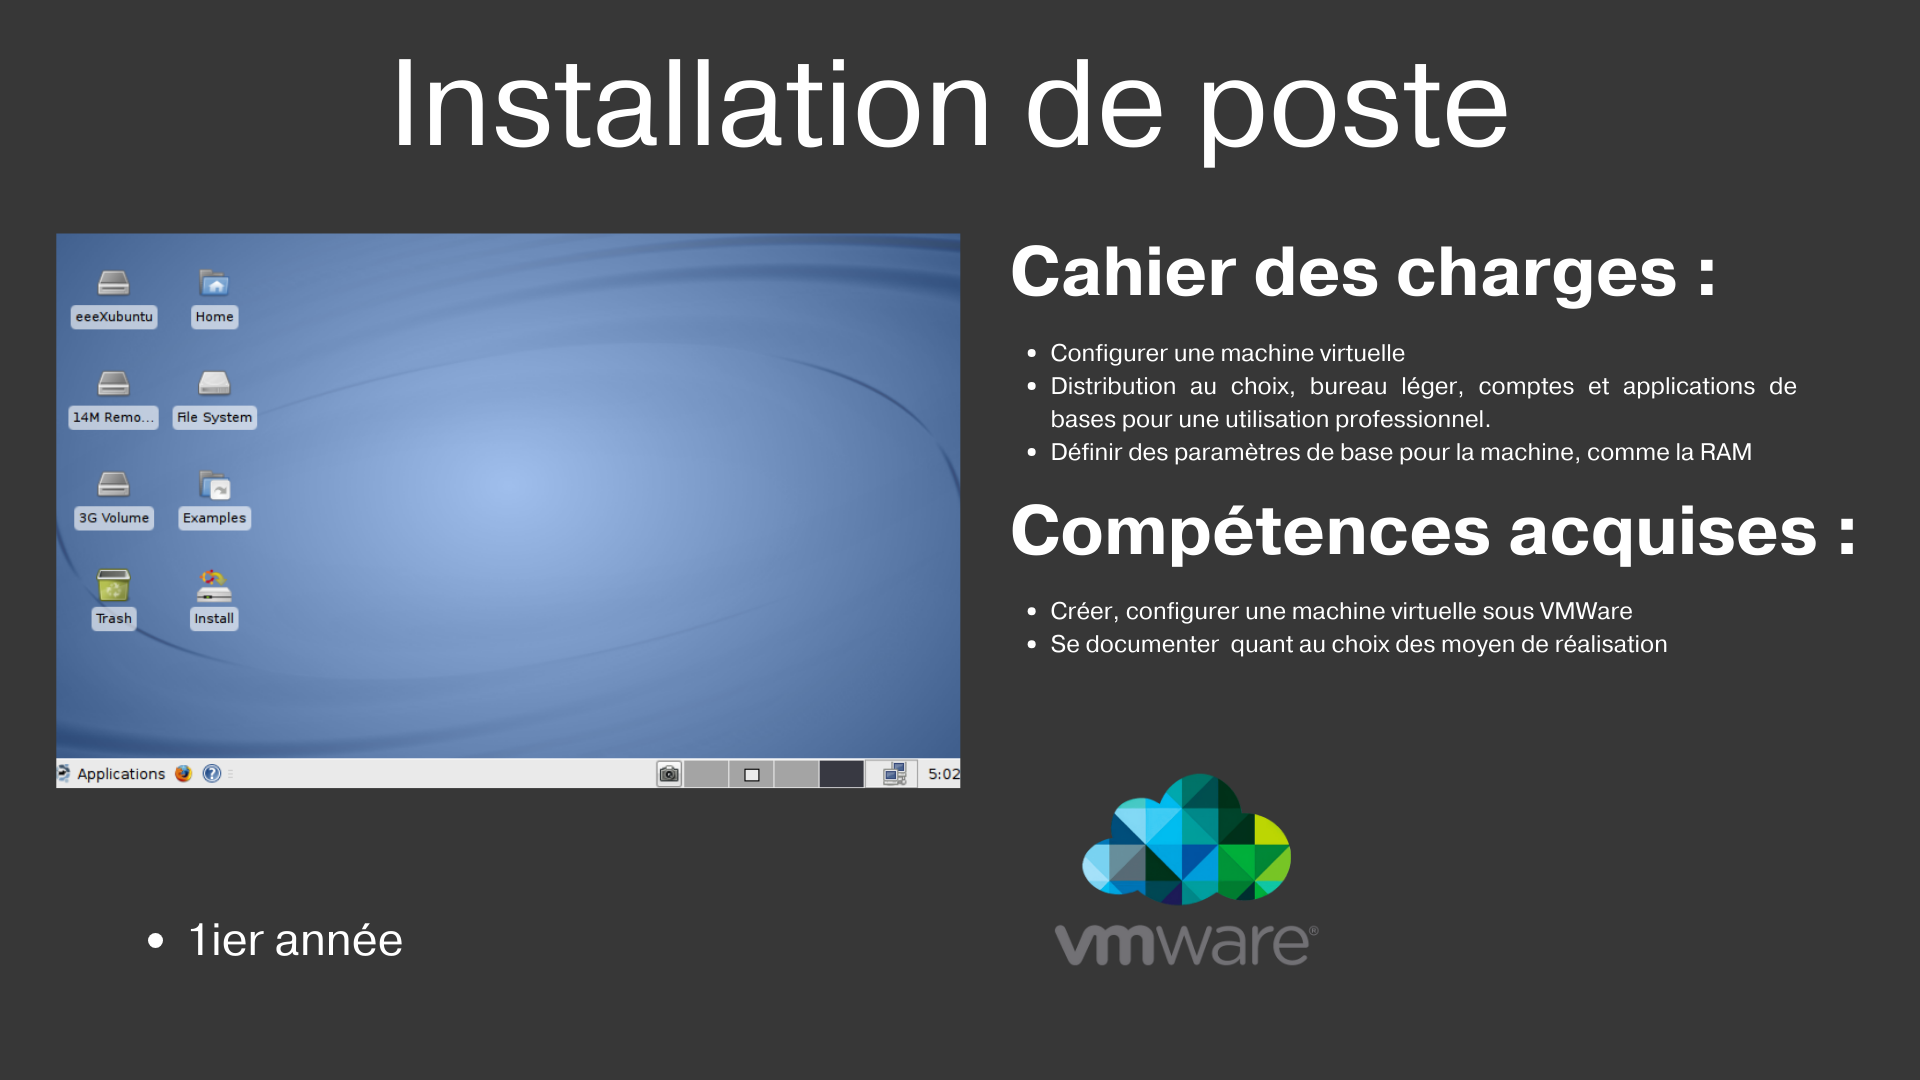 Installation de poste
eeeXubuntu
Home
14M Remo...
File System
3G Volume
Examples
Trash
Install
Applications
5:02
Cahier des charges :
• Configurer une machine virtuelle
• Distribution au choix, bureau léger, comptes et applications de
bases pour une utilisation professionnel.
• Définir des paramètres de base pour la machine, comme la RAM
Compétences acquises :
• Créer, configurer une machine virtuelle sous VMWare
• Se documenter  quant au choix des moyen de réalisation
• 1ier année
vmware®